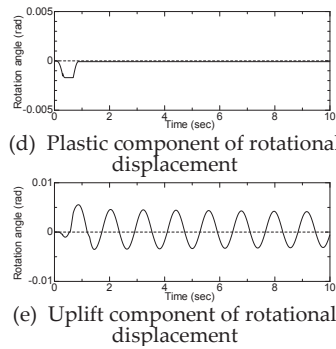 0.005
Rotation angle (rad)
0
-0.005
0 2 4 6 8 10
Time (sec)
(d) Plastic component of rotational
displacement
0.01
Rotation angle (rad)
0
-0.01
0 2 4 6 8 10
Time (sec)
(e) Uplift component of rotational
displacement